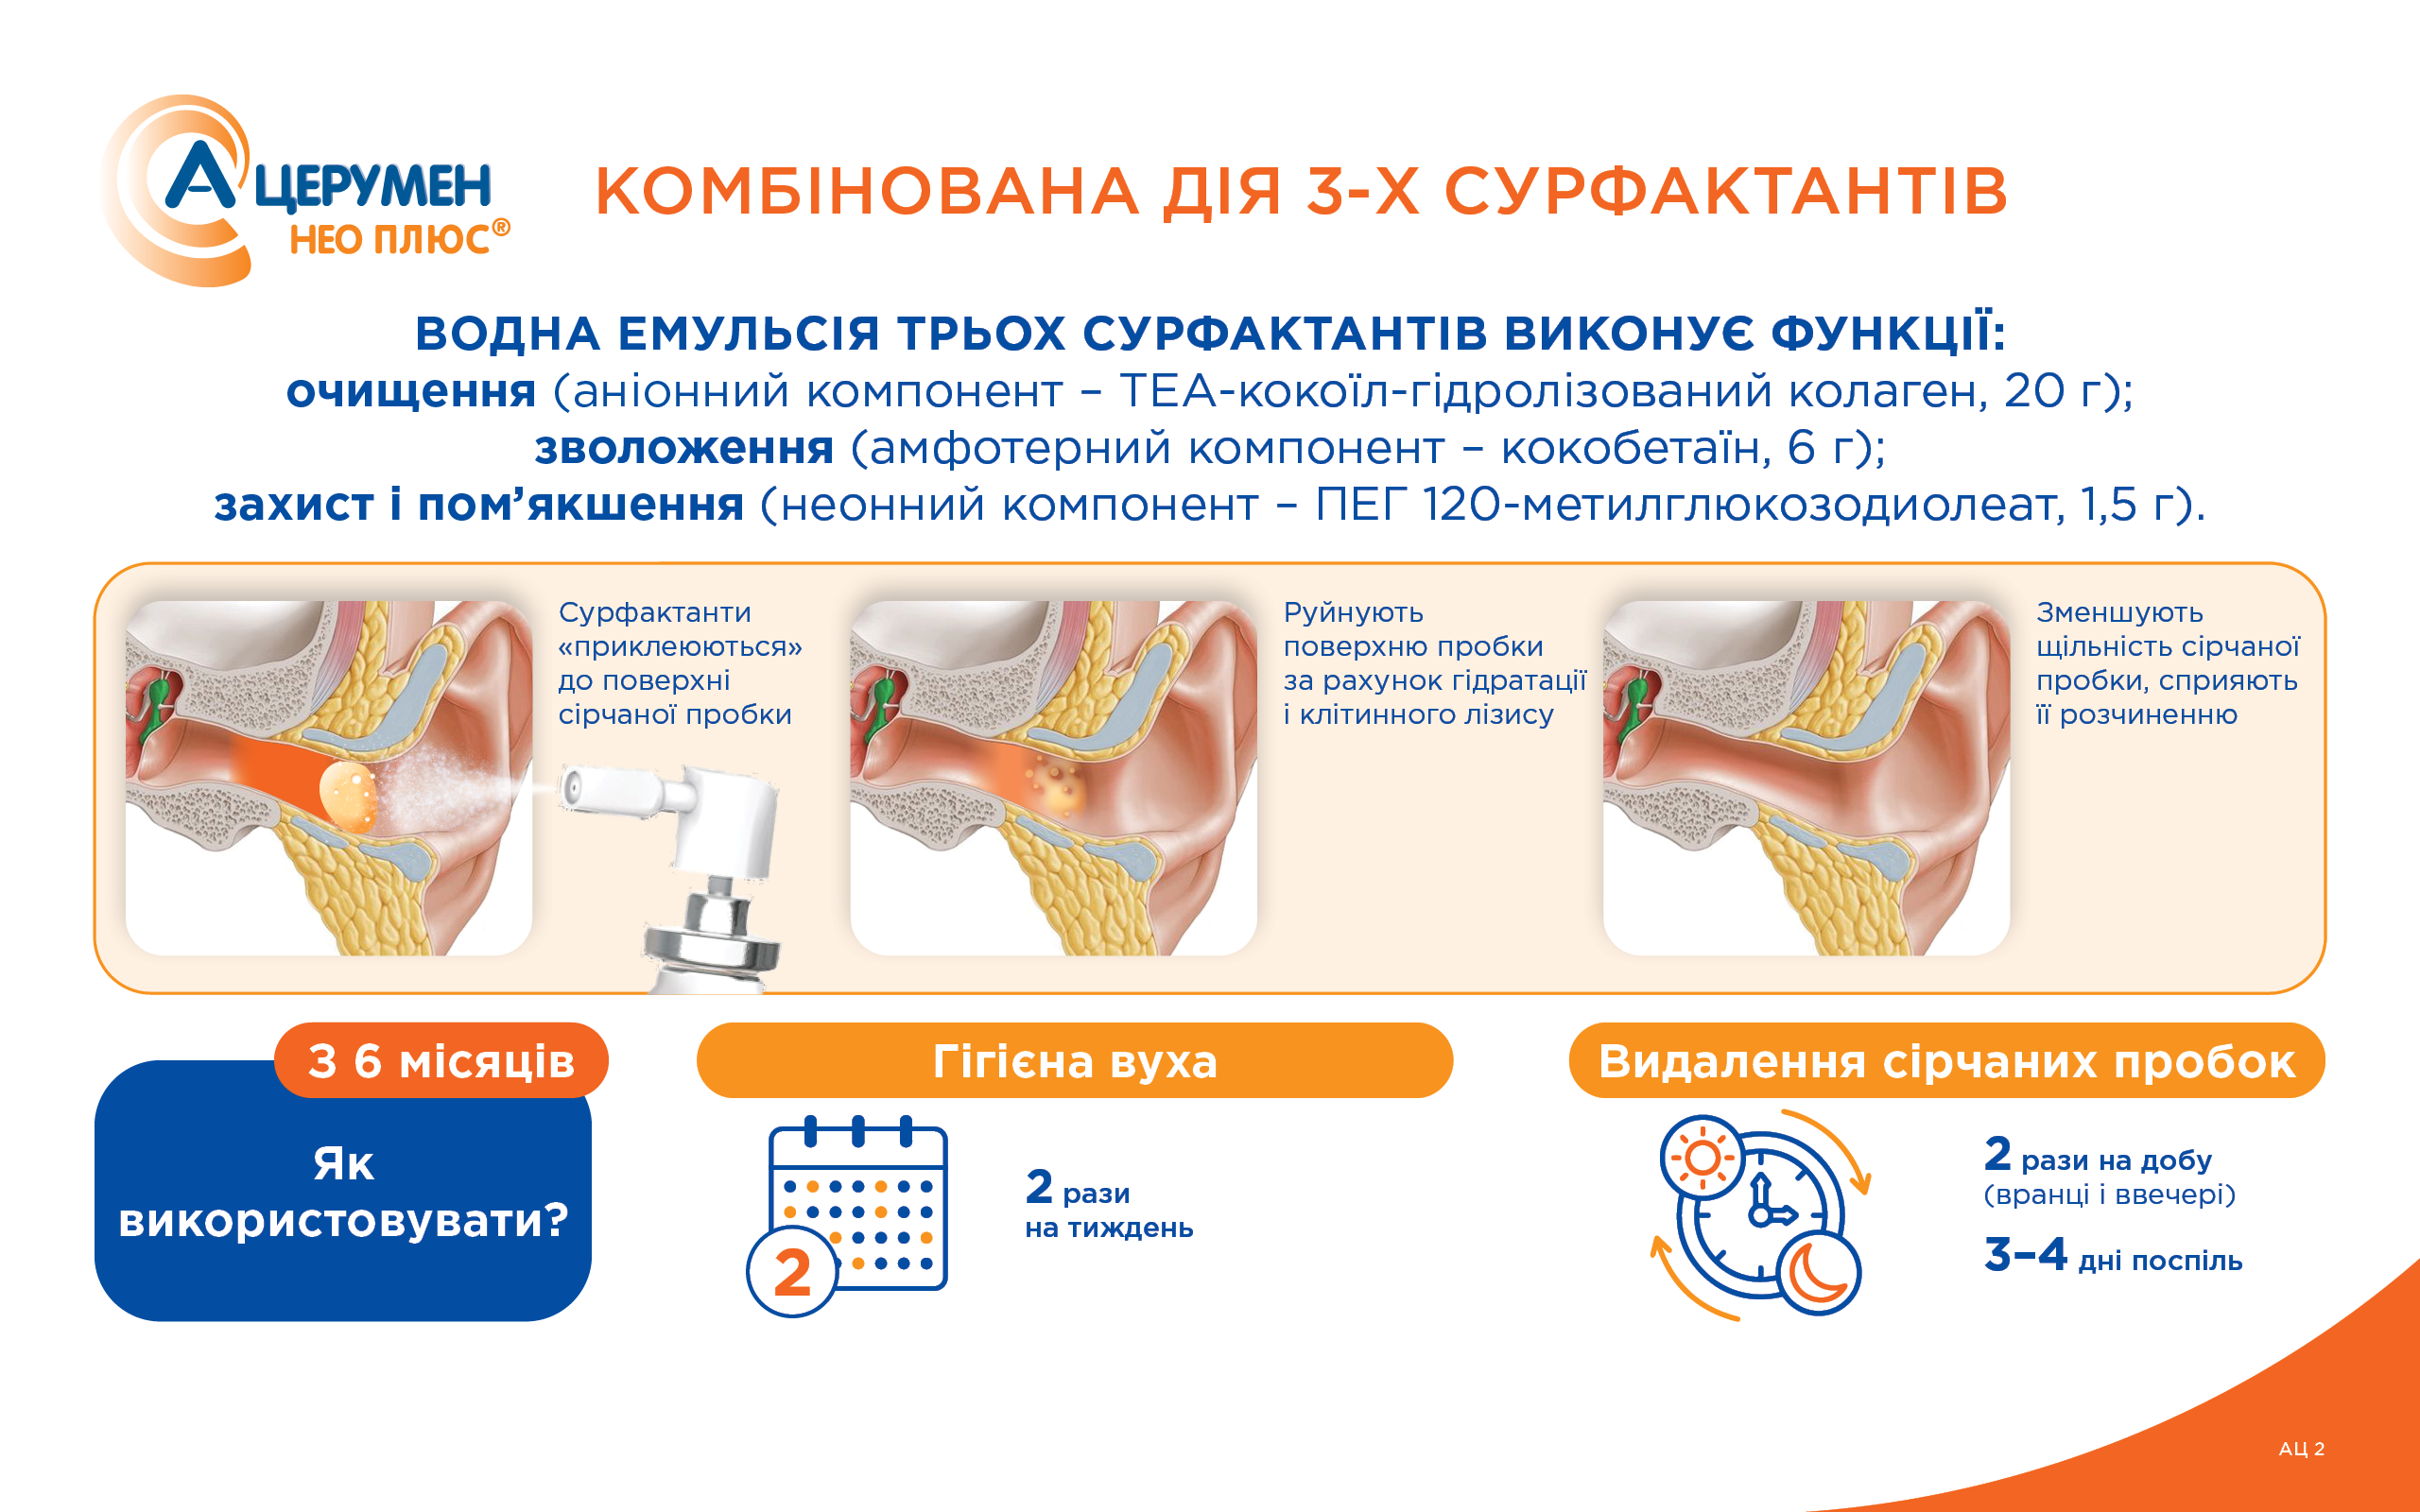 АЦЕРУМЕН
НЕО ПЛЮС®
КОМБІНОВАНА ДІЯ 3-Х СУРФАКТАНТІВ
ВОДНА ЕМУЛЬСІЯ ТРЬОХ СУРФАКТАНТІВ ВИКОНУЄ ФУНКЦІЇ:
очищення (аніонний компонент – ТЕА-кокоїл-гідролізований колаген, 20 г);
зволоження (амфотерний компонент – кокобетаїн, 6 г);
захист і пом’якшення (неонний компонент – ПЕГ 120-метилглюкозодиолеат, 1,5 г).
Сурфактанти
«приклеюються»
до поверхні
сірчаної пробки
Руйнують
поверхню пробки
за рахунок гідратації
і клітинного лізису
Зменшують
щільність сірчаної
пробки, сприяють
її розчиненню
З 6 місяців
Як
використовувати?
Гігієна вуха
2
2 рази
на тиждень
Видалення сірчаних пробок
2 рази на добу
(вранці і ввечері)
3–4 дні поспіль
АЦ 2